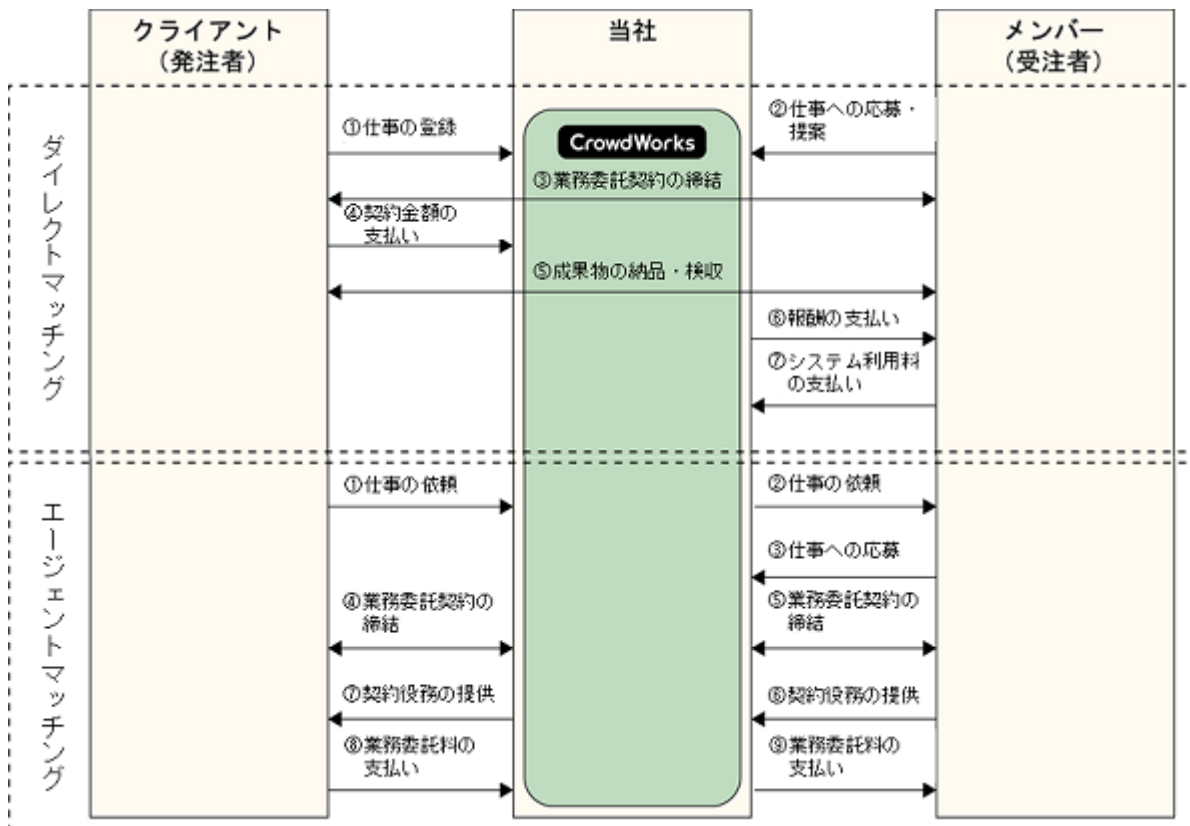 クライアント
（発注者）
当社
メンバー
（受注者）
ダイレクトマッチング
①仕事の登録
CrowdWorks
②仕事への応募・
提案
③業務委託契約の締結
④契約金額の
支払い
⑤成果物の納品・検収
⑥報酬の支払い
⑦システム利用料
の支払い
エージェントマッチング
①仕事の依頼
②仕事の依頼
③仕事への応募
④業務委託契約の
締結
⑤業務委託契約の
締結
⑦契約役務の提供
⑥契約役務の提供
⑧業務委託料の
支払い
⑨業務委託料の
支払い